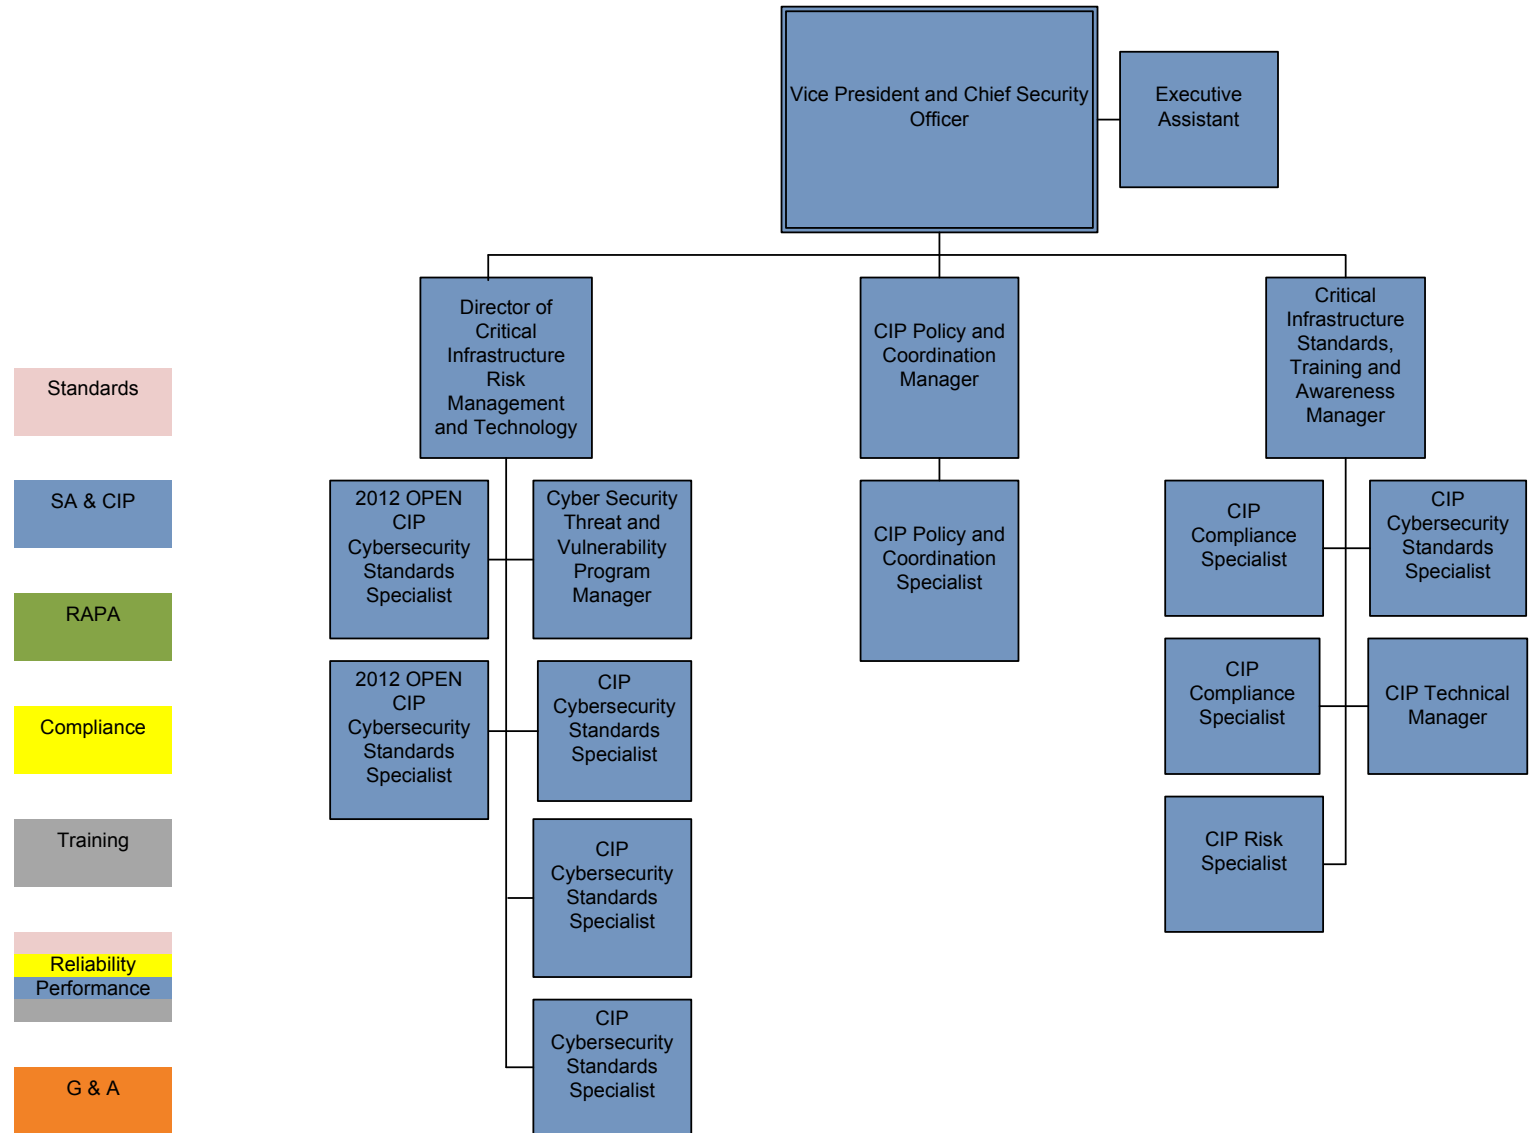 Vice President and Chief Security
Officer
Executive
Assistant
Director of
Critical
Infrastructure
Risk
Management
and Technology
CIP Policy and
Coordination
Manager
Critical
Infrastructure
Standards,
Training and
Awareness
Manager
2012 OPEN
CIP
Cybersecurity
Standards
Specialist
Cyber Security
Threat and
Vulnerability
Program
Manager
2012 OPEN
CIP
Cybersecurity
Standards
Specialist
CIP
Cybersecurity
Standards
Specialist
CIP
Cybersecurity
Standards
Specialist
CIP
Cybersecurity
Standards
Specialist
CIP Policy and
Coordination
Specialist
CIP
Compliance
Specialist
CIP
Cybersecurity
Standards
Specialist
CIP
Compliance
Specialist
CIP Technical
Manager
CIP Risk
Specialist
Standards
SA & CIP
RAPA
Compliance
Training
Reliability
Performance
G & A